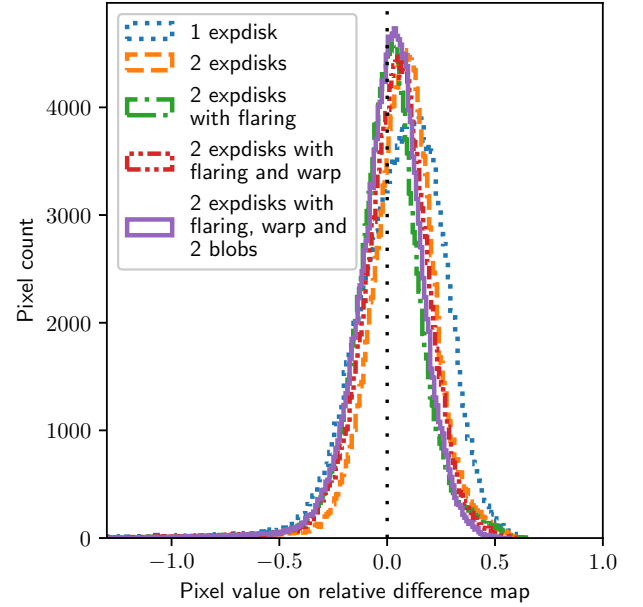 1 expdisk
2 expdisks
2 expdisks
with flaring
2 expdisks with
flaring and warp
2 expdisks with
flaring, warp and
2 blobs
Pixel count
4000
3000
2000
1000
0
−1.0
−0.5
0.0
0.5
1.0
Pixel value on relative difference map